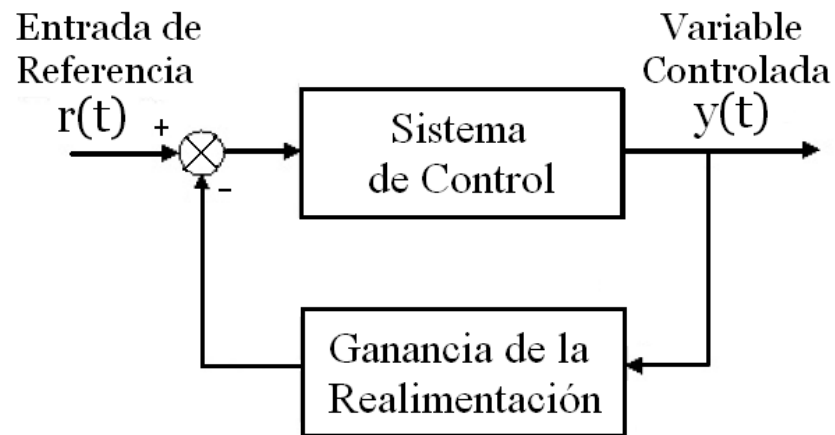 Entrada de
Referencia
r(t)
+
-
Sistema
de Control
Variable
Controlada
y(t)
Ganancia de la
Realimentación